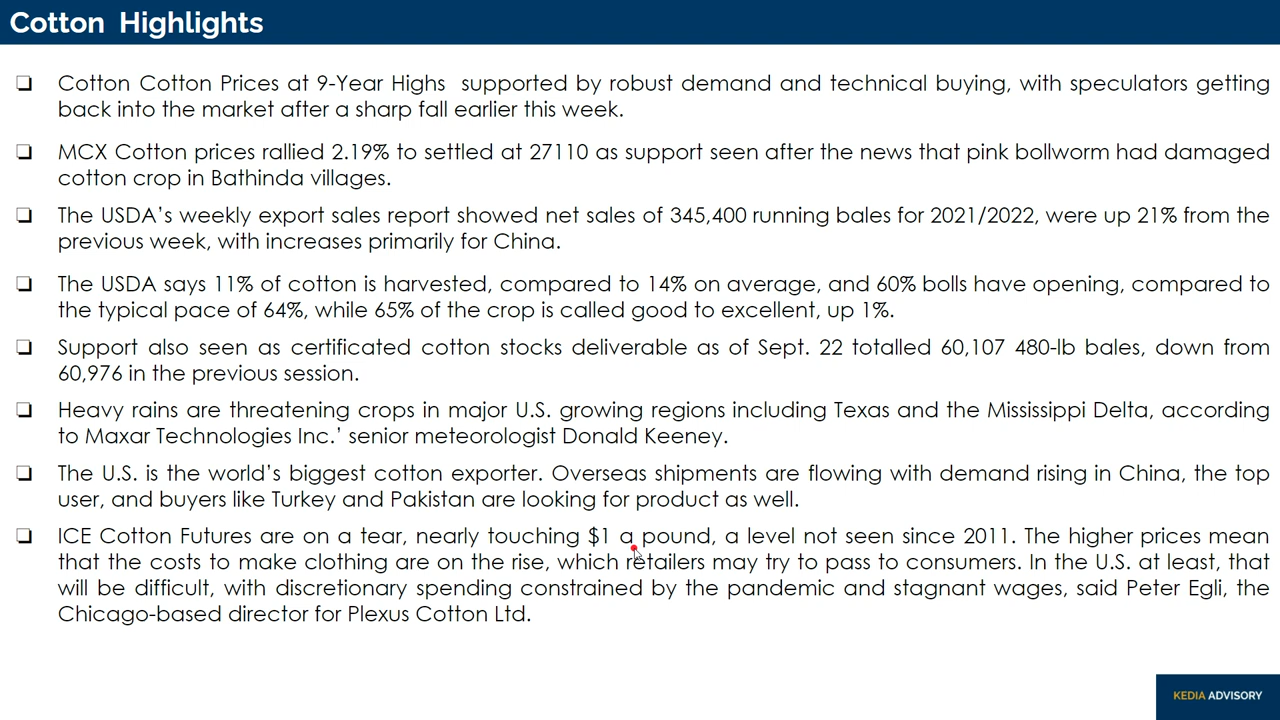 Cotton Highlights
❑ Cotton Cotton Prices at 9-Year Highs supported by robust demand and technical buying, with speculators getting
back into the market after a sharp fall earlier this week.
❑ MCX Cotton prices rallied 2.19% to settled at 27110 as support seen after the news that pink bollworm had damaged
cotton crop in Bathinda villages.
❑ The USDA’s weekly export sales report showed net sales of 345,400 running bales for 2021/2022, were up 21% from the
previous week, with increases primarily for China.
❑ The USDA says 11% of cotton is harvested, compared to 14% on average, and 60% bolls have opening, compared to
the typical pace of 64%, while 65% of the crop is called good to excellent, up 1%.
❑ Support also seen as certificated cotton stocks deliverable as of Sept. 22 totalled 60,107 480-lb bales, down from
60,976 in the previous session.
❑ Heavy rains are threatening crops in major U.S. growing regions including Texas and the Mississippi Delta, according
to Maxar Technologies Inc.’ senior meteorologist Donald Keeney.
❑ The U.S. is the world’s biggest cotton exporter. Overseas shipments are flowing with demand rising in China, the top
user, and buyers like Turkey and Pakistan are looking for product as well.
❑ ICE Cotton Futures are on a tear, nearly touching $1 a pound, a level not seen since 2011. The higher prices mean
that the costs to make clothing are on the rise, which retailers may try to pass to consumers. In the U.S. at least, that
will be difficult, with discretionary spending constrained by the pandemic and stagnant wages, said Peter Egli, the
Chicago-based director for Plexus Cotton Ltd.
KEDIA ADVISORY